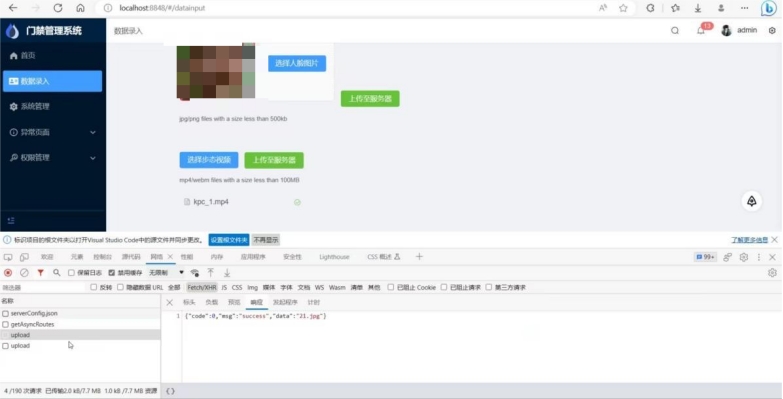 localhost:8848/#/datainput
门禁管理系统
数据录入
13
admin
首页
数据录入
系统管理
异常页面
权限管理
选择人脸图片
上传至服务器
jpg/png files with a size less than 500kb
选择步态视频
上传至服务器
mp4/webm files with a size less than 100MB
kpc_1.mp4
标识项目的根文件夹以打开Visual Studio Code中的源文件并同步更改。 设置根文件夹 不再显示 了解更多信息
欢迎 元素 控制台 源代码 网络 性能 内存 应用程序 安全性 Lighthouse CSS 概述 99+
保留日志 禁用缓存 无限制
筛选器 反转 隐藏数据 URL 全部 Fetch/XHR JS CSS Img 媒体 字体 文档 WS Wasm 清单 其他 已阻止 Cookie 已阻止请求 第三方请求
名称
标头 负载 预览 响应 发起程序 计时
serverConfig.json
getAsyncRoutes
upload
upload
1 {"code":0,"msg":"success","data":"21.jpg"}
4 /190 次请求 已传输2.0 kB/7.7 MB 1.0 kB /7.7 MB 资源
{}